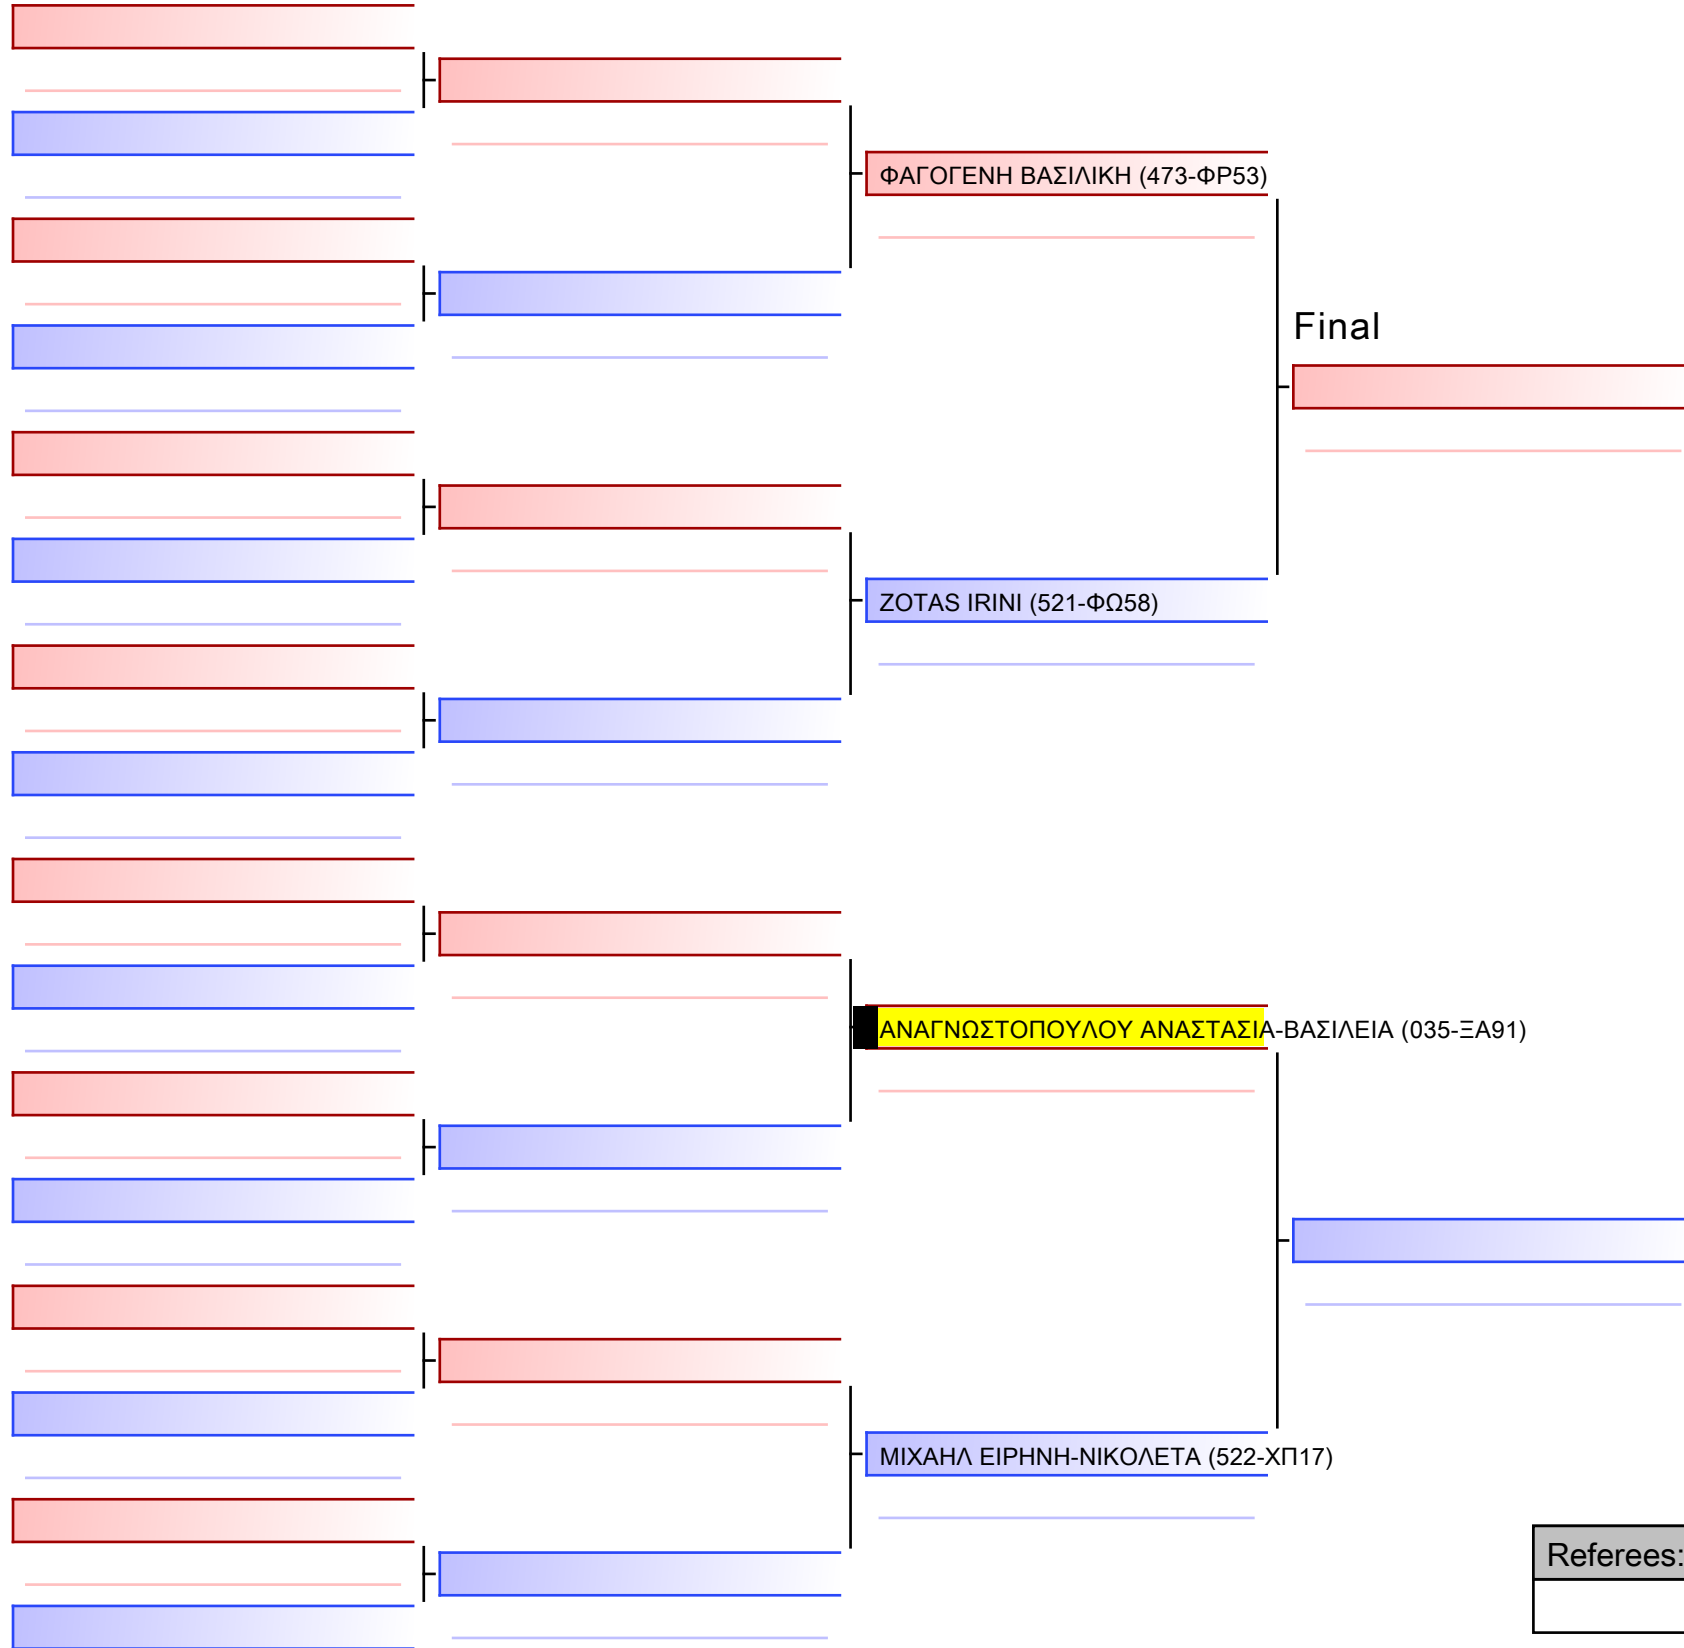 ΦΑΓΟΓΕΝΗ ΒΑΣΙΛΙΚΗ (473-ΦΡ53)
Final
ZOTAS IRINI (521-ΦΩ58)
ΑΝΑΓΝΩΣΤΟΠΟΥΛΟΥ ΑΝΑΣΤΑΣΙΑ-ΒΑΣΙΛΕΙΑ (035-ΞΑ91)
ΜΙΧΑΗΛ ΕΙΡΗΝΗ-ΝΙΚΟΛΕΤΑ (522-ΧΠ17)
Referees: